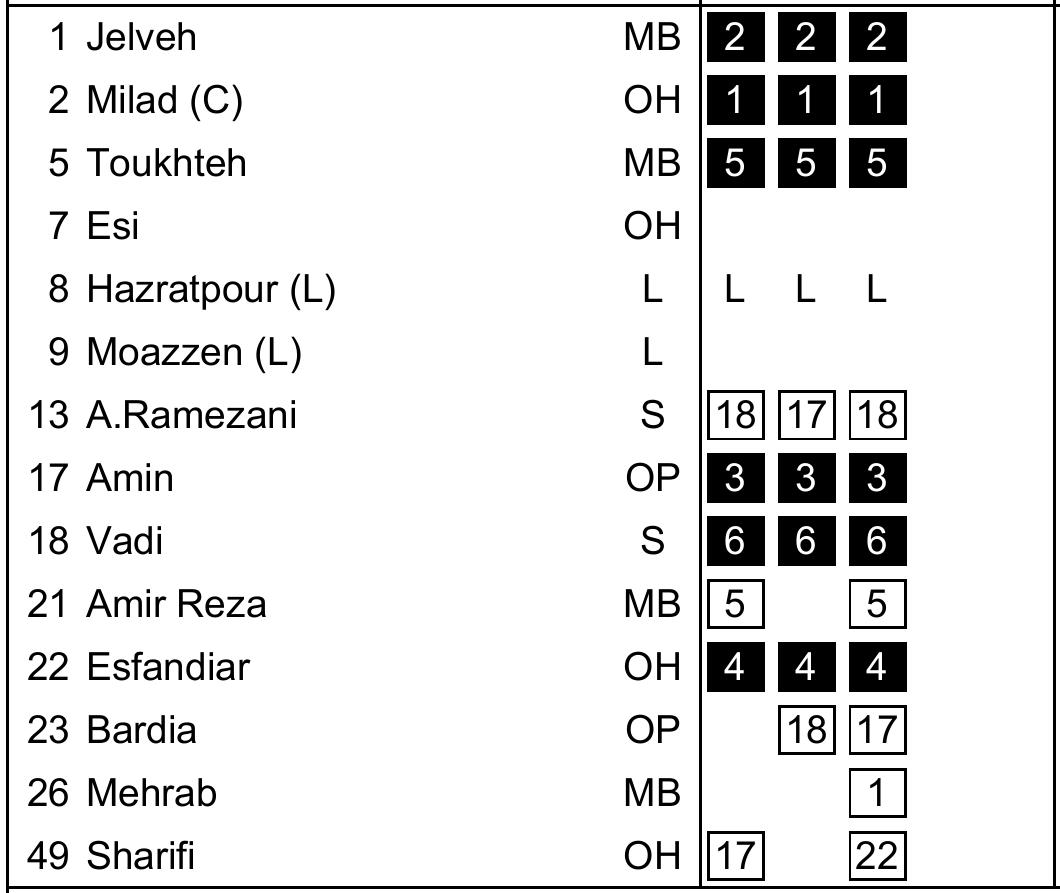 1 Jelveh MB 2 2 2
2 Milad (C) OH 1 1 1
5 Toukhteh MB 5 5 5
7 Esi OH
8 Hazratpour (L) L L L L
9 Moazzen (L) L
13 A.Ramezani S 18 17 18
17 Amin OP 3 3 3
18 Vadi S 6 6 6
21 Amir Reza MB 5 5
22 Esfandiar OH 4 4 4
23 Bardia OP 18 17
26 Mehrab MB 1
49 Sharifi OH 17 22